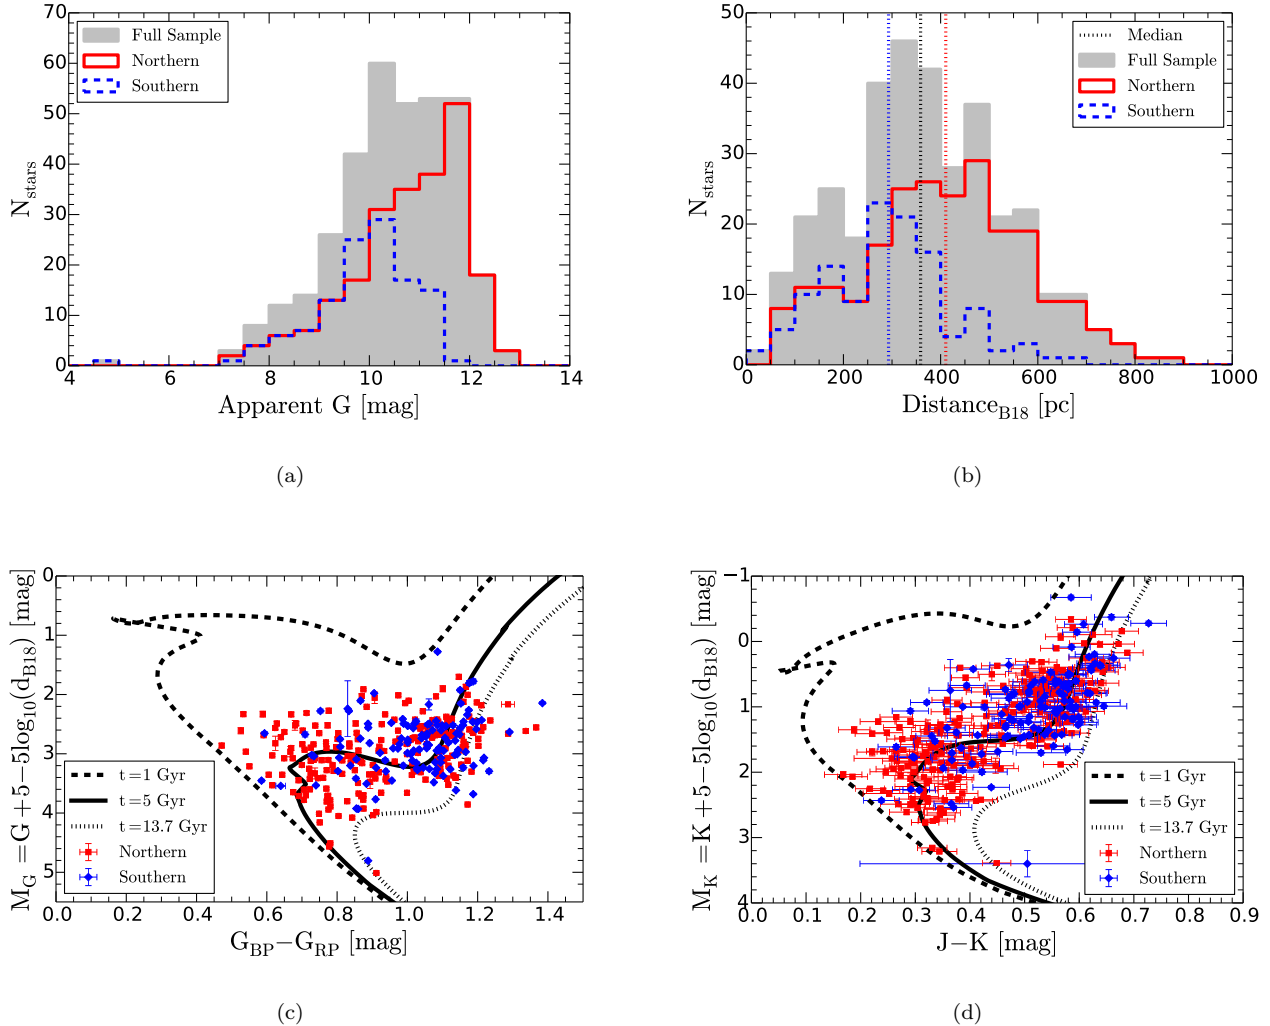 70
60
50
40
30
20
10
0
4 6 8 10 12 14
N_stars
Apparent G [mag]
Full Sample
Northern
Southern
(a)
50
40
30
20
10
0
0 200 400 600 800 1000
N_stars
Distance_B18 [pc]
Median
Full Sample
Northern
Southern
(b)
0
1
2
3
4
5
0.0 0.2 0.4 0.6 0.8 1.0 1.2 1.4
M_G=G+5−5log_10(d_B18) [mag]
G_BP−G_RP [mag]
t=1 Gyr
t=5 Gyr
t=13.7 Gyr
Northern
Southern
(c)
−1
0
1
2
3
4
0.0 0.1 0.2 0.3 0.4 0.5 0.6 0.7 0.8 0.9
M_K=K+5−5log_10(d_B18) [mag]
J−K [mag]
t=1 Gyr
t=5 Gyr
t=13.7 Gyr
Northern
Southern
(d)